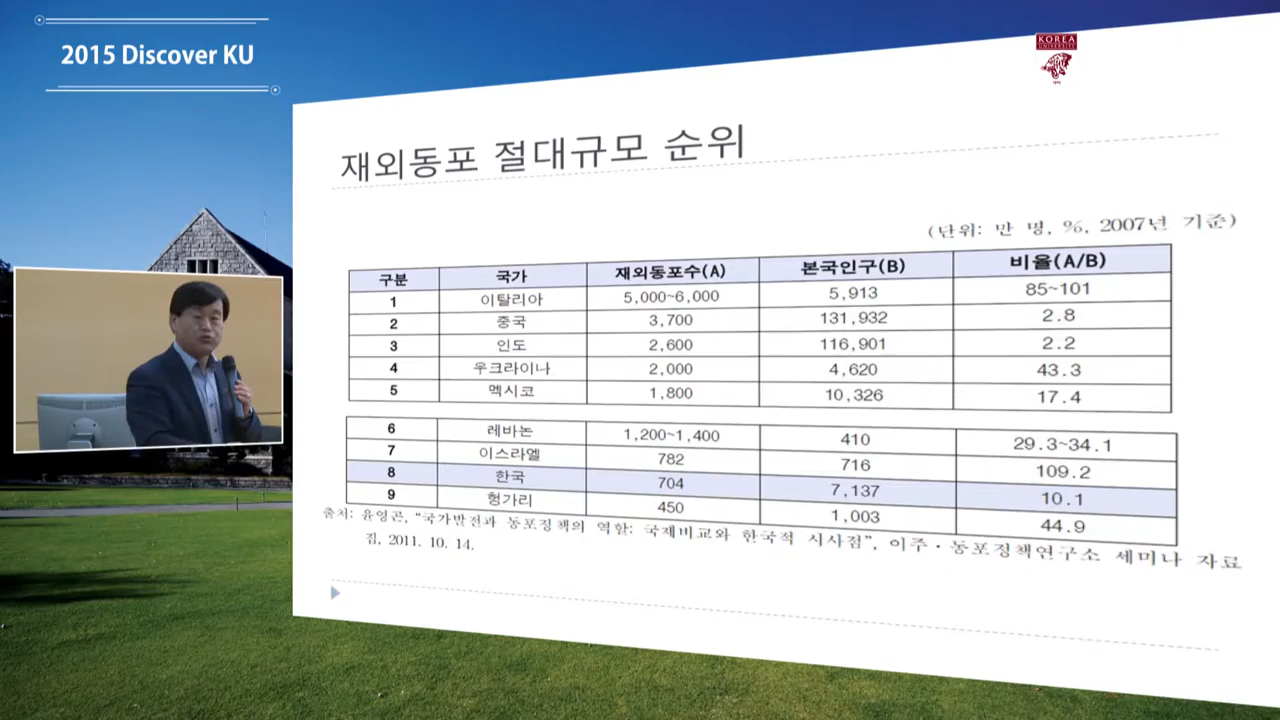 2015 Discover KU
KOREA
UNIVERSITY
1905
재외동포 절대규모 순위
(단위: 만 명, %, 2007년 기준)
구분 국가 재외동포수(A) 본국인구(B) 비율(A/B)
1 이탈리아 5,000~6,000 5,913 85~101
2 중국 3,700 131,932 2.8
3 인도 2,600 116,901 2.2
4 우크라이나 2,000 4,620 43.3
5 멕시코 1,800 10,326 17.4
6 레바논 1,200~1,400 410 29.3~34.1
7 이스라엘 782 716 109.2
8 한국 704 7,137 10.1
9 헝가리 450 1,003 44.9
출처: 윤영곤, "국가발전과 동포정책의 역할: 국제비교와 한국적 시사점", 이주·동포정책연구소 세미나 자료
집, 2011. 10. 14.